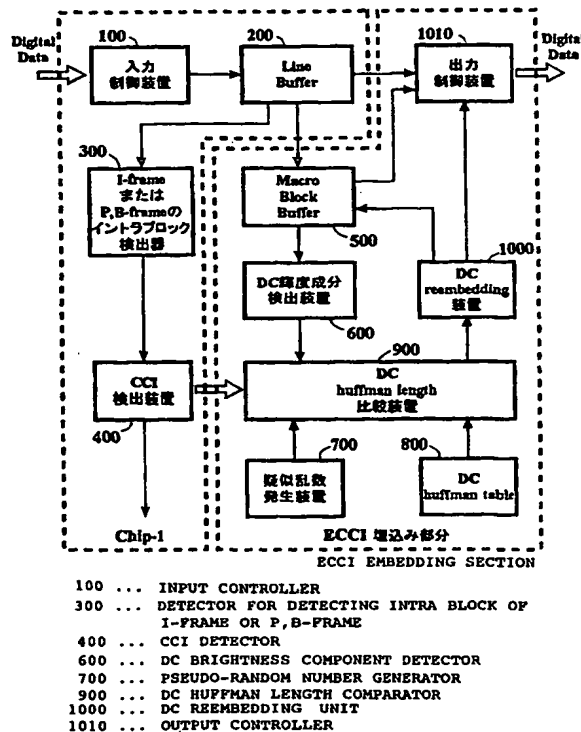 Digital
Data
100
入力
制御装置
200
Line
Buffer
1010
出力
制御装置
Digital
Data
300
I-frame
または
P,B-frameの
イントラブロック
検出器
Macro
Block
Buffer
500
DC輝度成分
検出装置
600
1000
DC
reembedding
装置
CCI
検出装置
400
900
DC
huffman length
比較装置
700
疑似乱数
発生装置
800
DC
huffman table
Chip-1
ECCI 埋込み部分
ECCI EMBEDDING SECTION
100 ... INPUT CONTROLLER
300 ... DETECTOR FOR DETECTING INTRA BLOCK OF
I-FRAME OR P,B-FRAME
400 ... CCI DETECTOR
600 ... DC BRIGHTNESS COMPONENT DETECTOR
700 ... PSEUDO-RANDOM NUMBER GENERATOR
900 ... DC HUFFMAN LENGTH COMPARATOR
1000 ... DC REEMBEDDING UNIT
1010 ... OUTPUT CONTROLLER